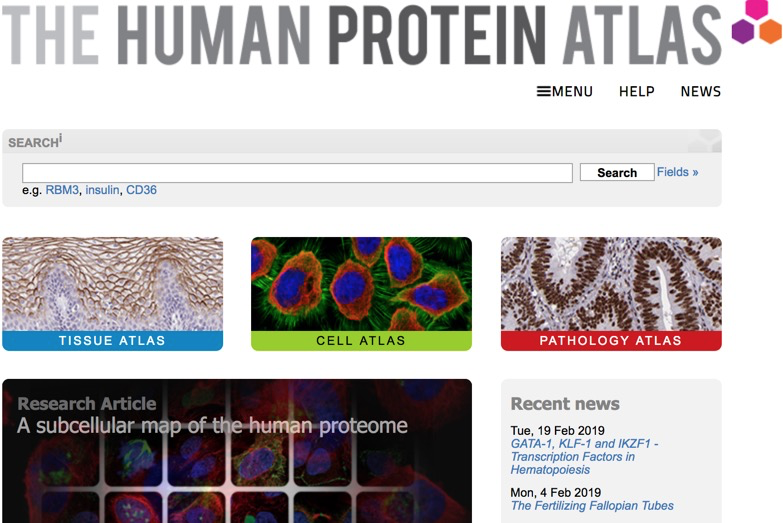 THE HUMAN PROTEIN ATLAS
MENU HELP NEWS
SEARCHi
Search Fields »
e.g. RBM3, insulin, CD36
TISSUE ATLAS
CELL ATLAS
PATHOLOGY ATLAS
Research Article
A subcellular map of the human proteome
Recent news
Tue, 19 Feb 2019
GATA-1, KLF-1 and IKZF1 -
Transcription Factors in
Hematopoiesis
Mon, 4 Feb 2019
The Fertilizing Fallopian Tubes